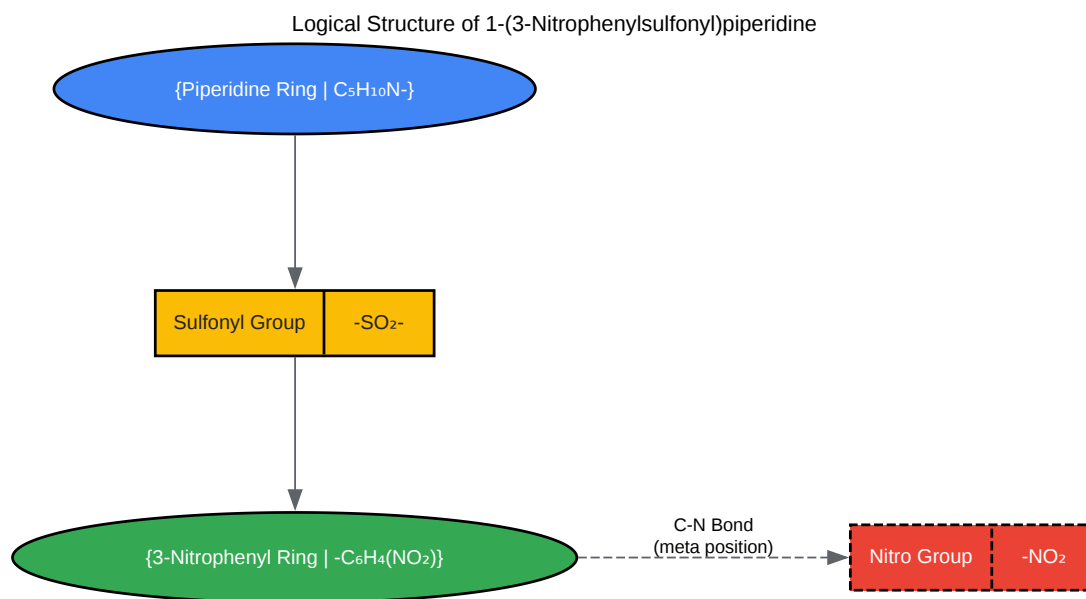 Logical Structure of 1-(3-Nitrophenylsulfonyl)piperidine
{Piperidine Ring | C₅H₁₀N-}
Sulfonyl Group
-SO₂-
{3-Nitrophenyl Ring | -C₆H₄(NO₂)}
C-N Bond
(meta position)
Nitro Group
-NO₂